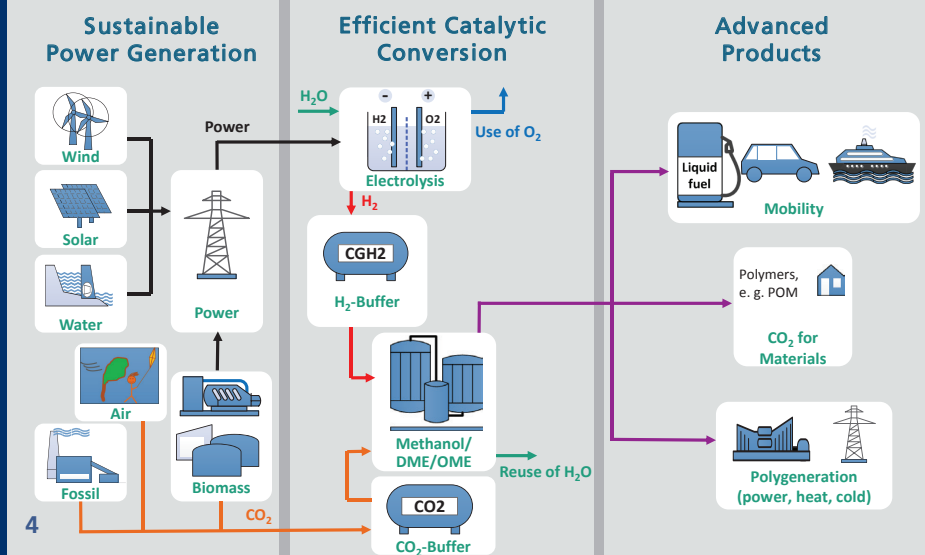 Sustainable
Power Generation
Efficient Catalytic
Conversion
Advanced
Products
Wind
Solar
Water
Power
Power
Air
Fossil
Biomass
CO₂
4
H₂O
-
+
H2
O2
Electrolysis
Use of O₂
H₂
CGH2
H₂-Buffer
Methanol/
DME/OME
Reuse of H₂O
CO2
CO₂-Buffer
Liquid
fuel
Mobility
Polymers,
e. g. POM
CO₂ for
Materials
Polygeneration
(power, heat, cold)